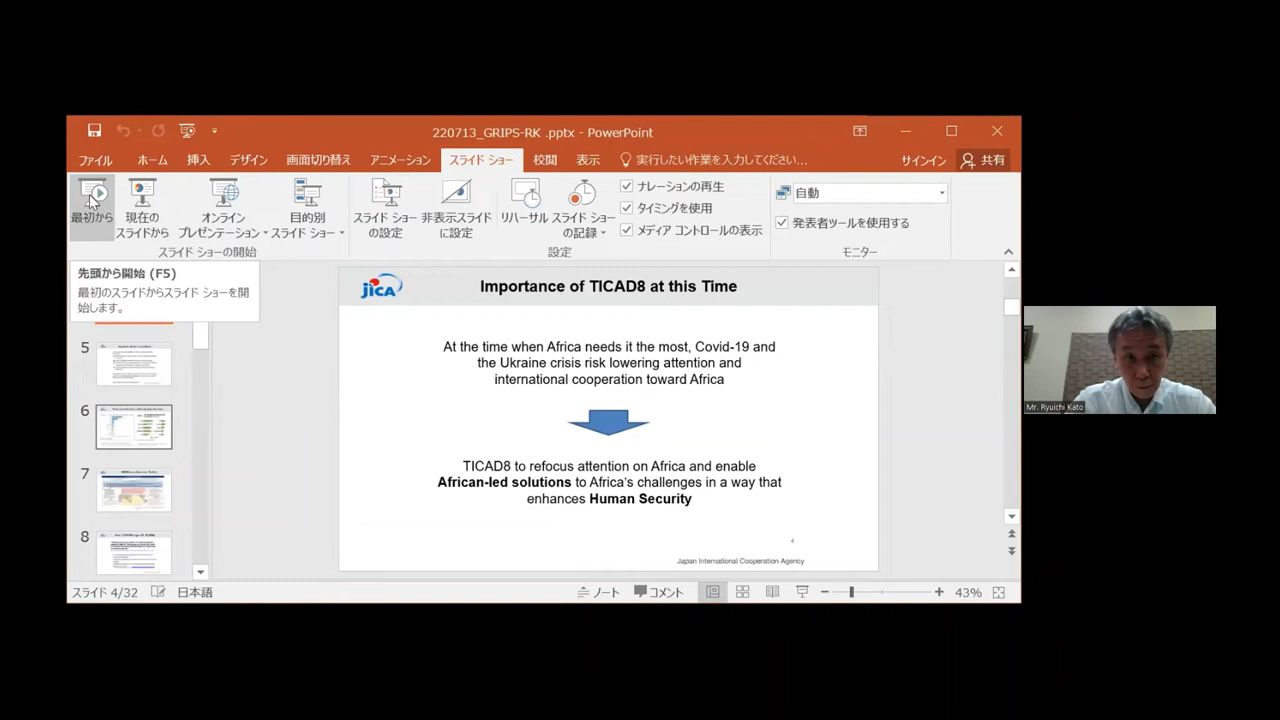 220713_GRIPS-RK .pptx - PowerPoint
ファイル
ホーム
挿入
デザイン
画面切り替え
アニメーション
スライド ショー
校閲
表示
実行したい作業を入力してください...
サインイン
共有
最初から
現在の
スライドから
オンライン
プレゼンテーション
目的別
スライド ショー
スライド ショーの開始
スライド ショー
の設定
非表示スライド
に設定
リハーサル
スライド ショー
の記録
ナレーションの再生
タイミングを使用
メディア コントロールの表示
設定
自動
発表者ツールを使用する
モニター
先頭から開始 (F5)
最初のスライドからスライド ショーを開
始します。
5
6
7
8
JICA
Importance of TICAD8 at this Time
At the time when Africa needs it the most, Covid-19 and
the Ukraine crisis risk lowering attention and
international cooperation toward Africa
TICAD8 to refocus attention on Africa and enable
African-led solutions to Africa's challenges in a way that
enhances Human Security
4
Japan International Cooperation Agency
Mr. Ryuichi Kato
スライド 4/32
日本語
ノート
コメント
43%